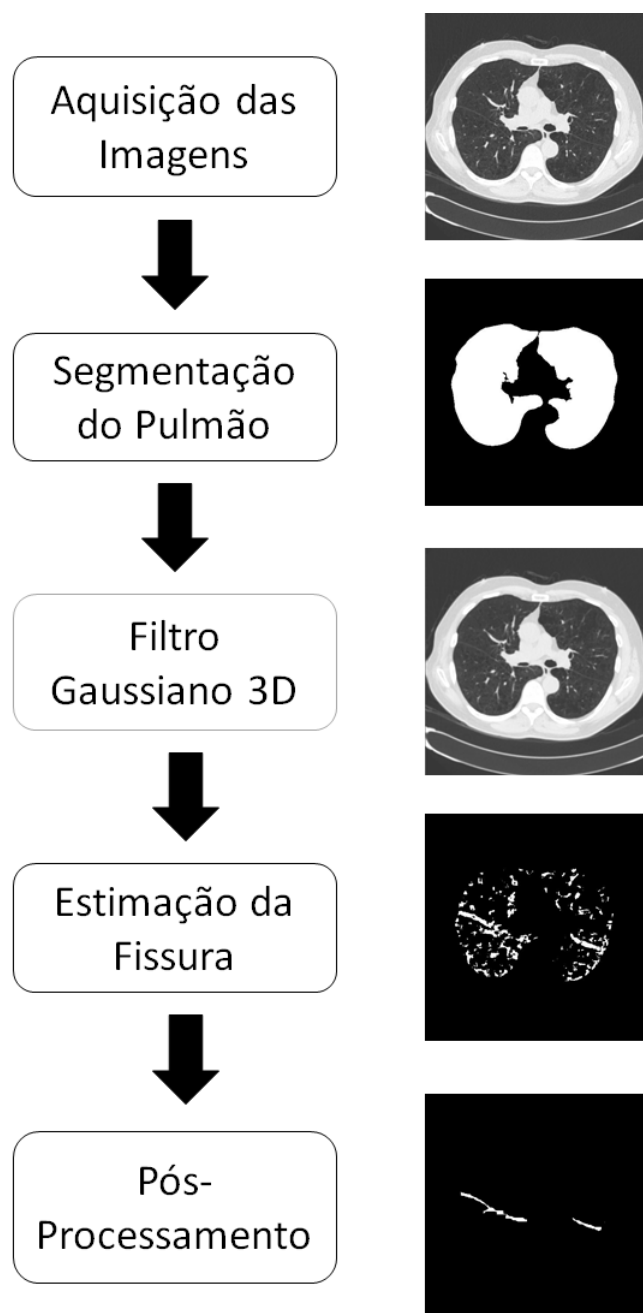 Aquisição das
Imagens
Segmentação
do Pulmão
Filtro
Gaussiano 3D
Estimação da
Fissura
Pós-
Processamento